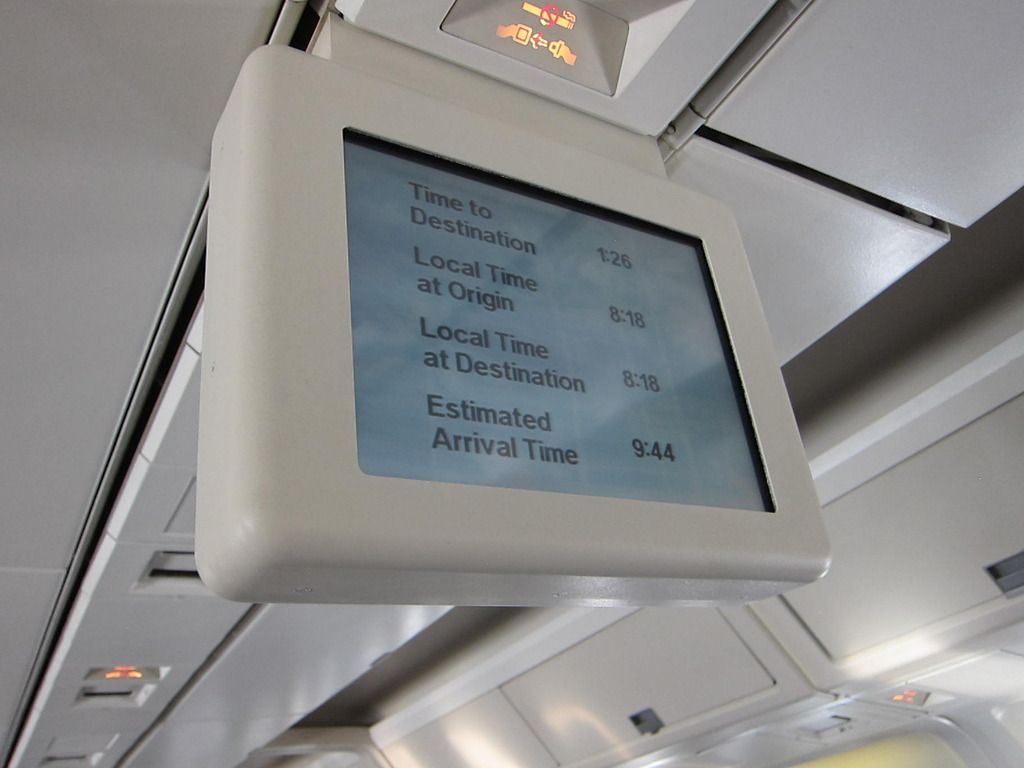 Time to
Destination 1:26
Local Time
at Origin 8:18
Local Time
at Destination 8:18
Estimated
Arrival Time 9:44